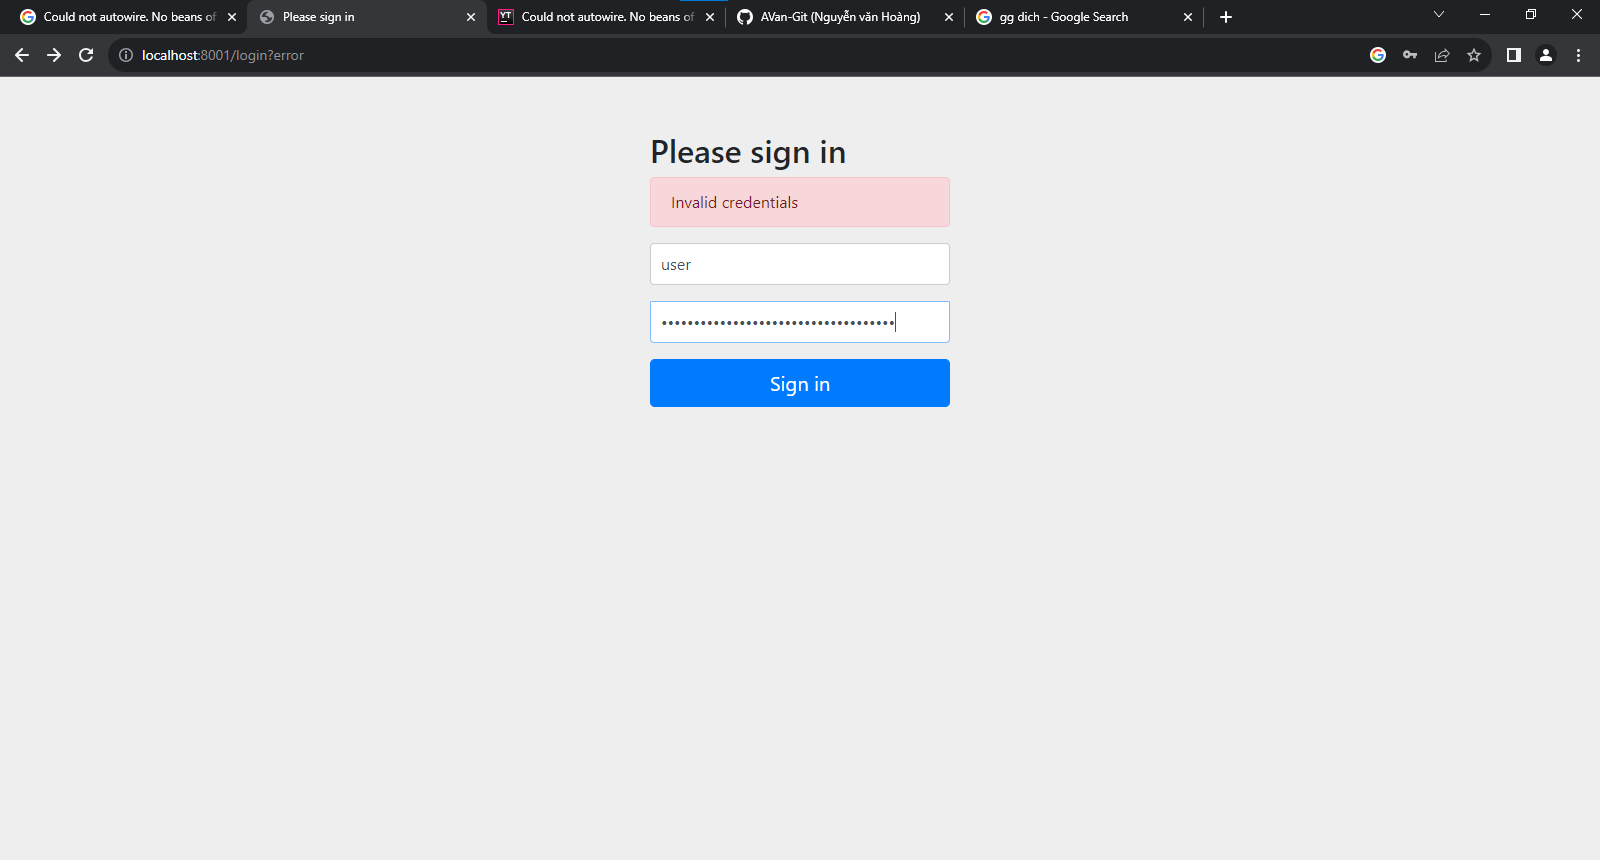 Could not autowire. No beans of
Please sign in
YT
Could not autowire. No beans of
AVan-Git (Nguyễn văn Hoàng)
gg dich - Google Search
localhost:8001/login?error
Please sign in
Invalid credentials
user
••••••••••••••••••••••••••••••••••••
Sign in